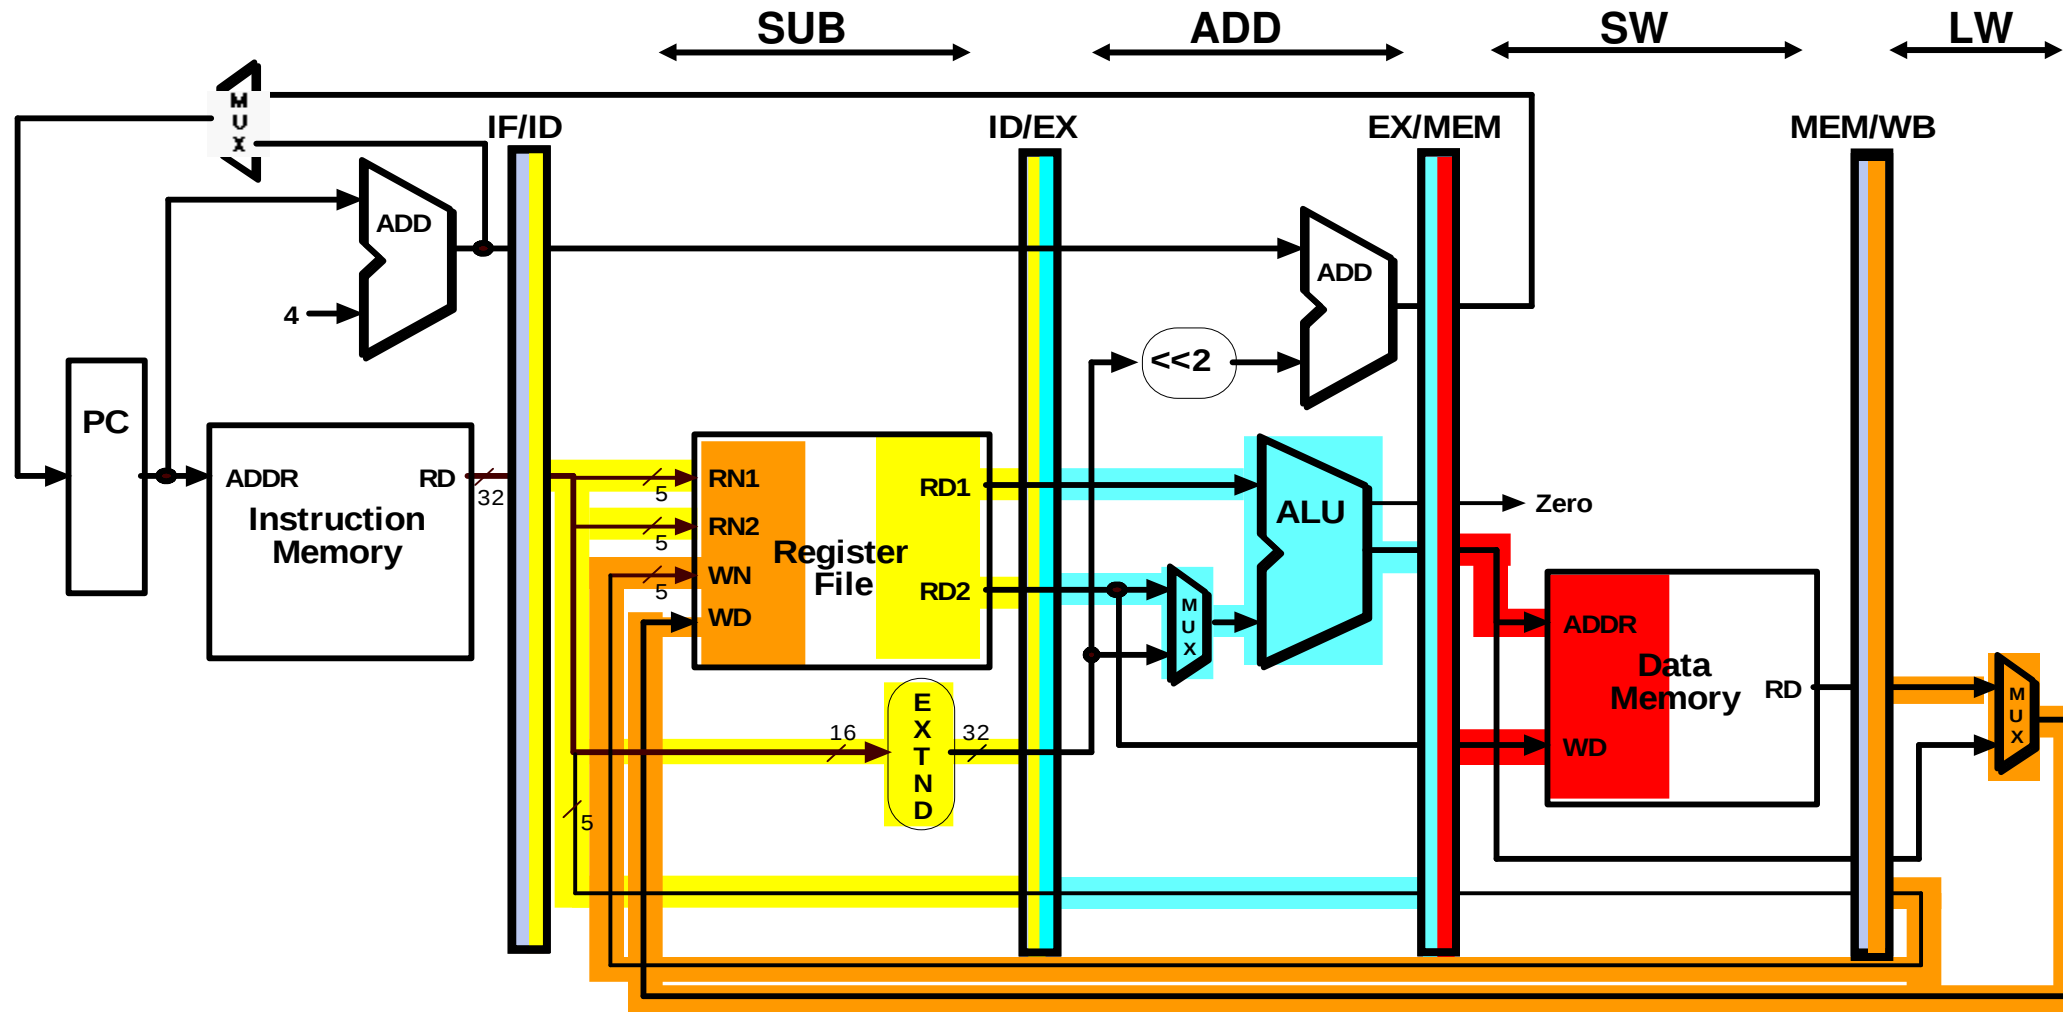 SUB
ADD
SW
LW
MUX
IF/ID
ID/EX
EX/MEM
MEM/WB
ADD
ADD
4
<<2
PC
ADDR
RD
32
Instruction
Memory
5
RN1
5
RN2
5
WN
WD
Register
File
RD1
RD2
ALU
Zero
MUX
ADDR
Data
Memory
RD
WD
MUX
16
EXTND
32
5